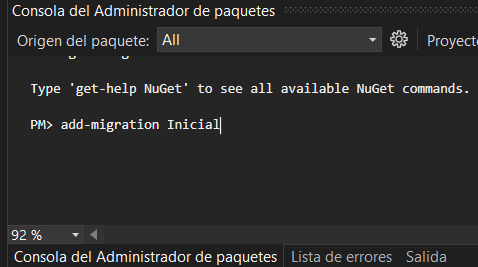 Consola del Administrador de paquetes
Origen del paquete: All Proyecto
Type 'get-help NuGet' to see all available NuGet commands.
PM> add-migration Inicial
92 %
Consola del Administrador de paquetes Lista de errores Salida